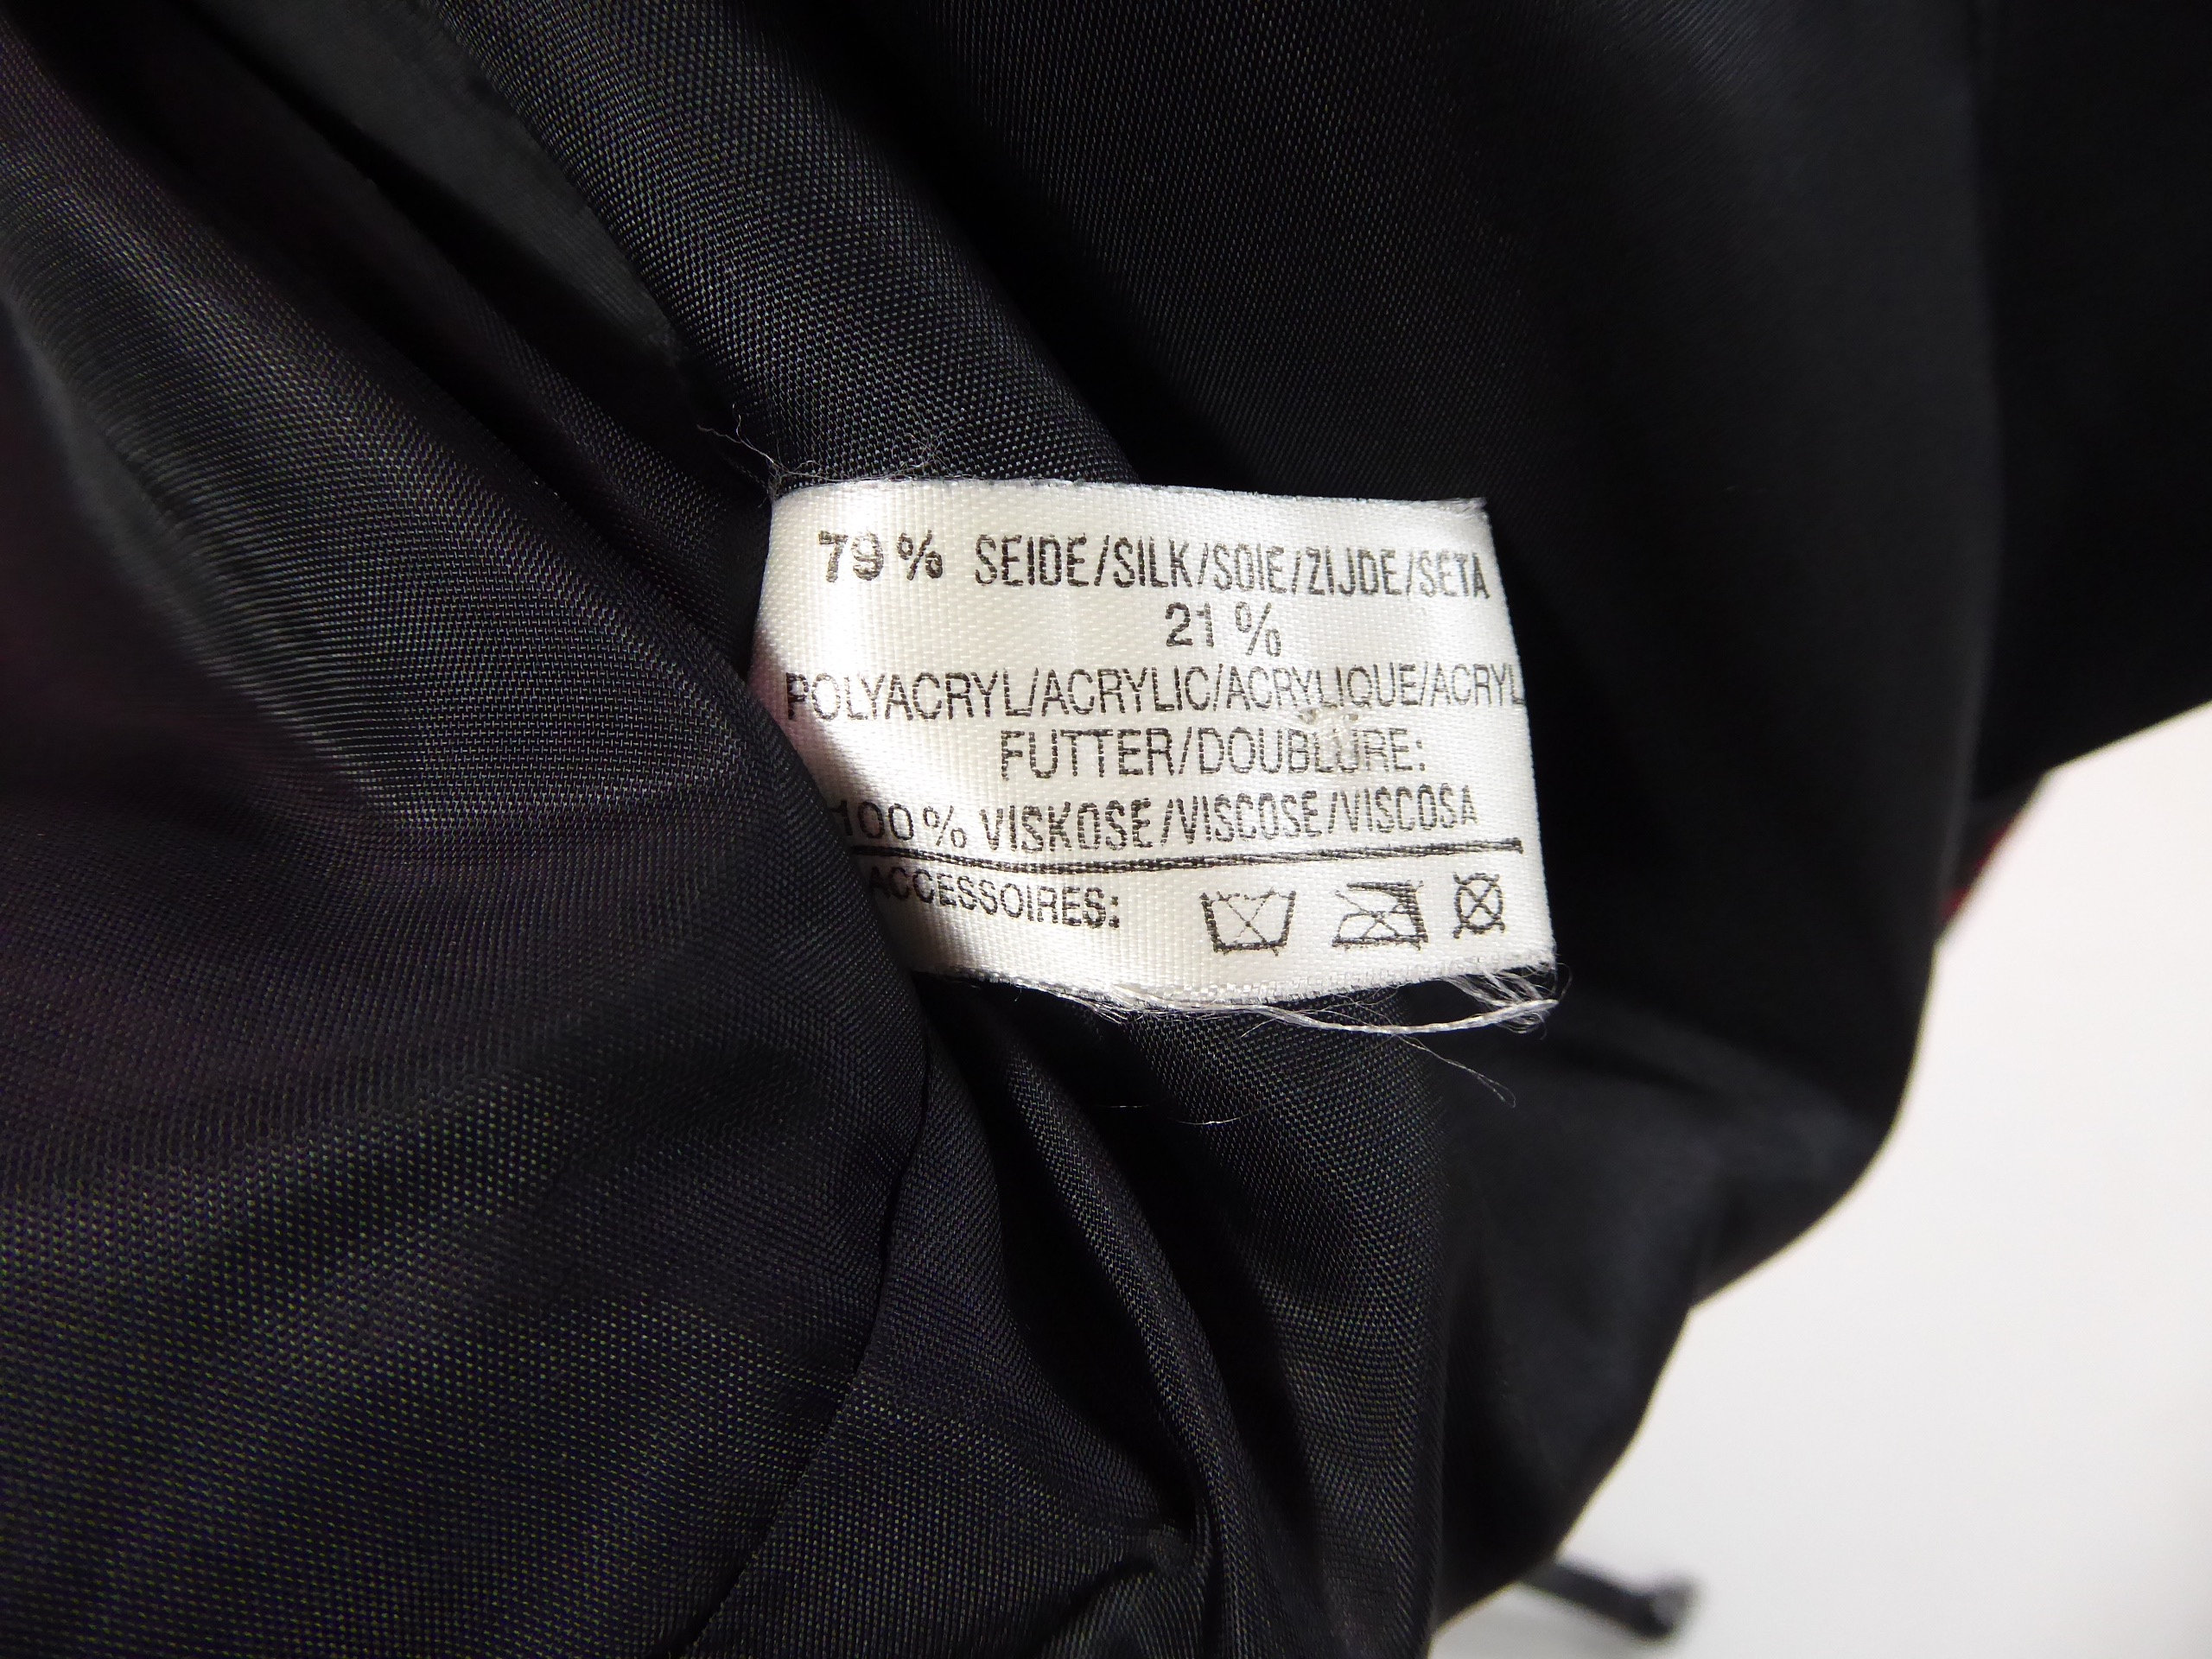 79% SEIDE/SILK/SOIE/ZIJDE/SETA
21%
POLYACRYL/ACRYLIC/ACRYLIQUE/ACRYL
FUTTER/DOUBLURE:
100% VISKOSE/VISCOSE/VISCOSA
ACCESSOIRES: